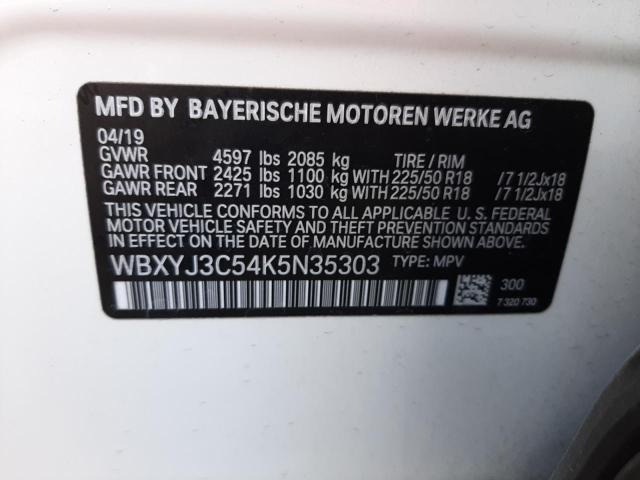 MFD BY BAYERISCHE MOTOREN WERKE AG
04/19
GVWR 4597 lbs 2085 kg TIRE / RIM
GAWR FRONT 2425 lbs 1100 kg WITH 225/50 R18 /7 1/2Jx18
GAWR REAR 2271 lbs 1030 kg WITH 225/50 R18 /7 1/2Jx18
THIS VEHICLE CONFORMS TO ALL APPLICABLE U. S. FEDERAL
MOTOR VEHICLE SAFETY AND THEFT PREVENTION STANDARDS
IN EFFECT ON THE DATE OF MANUFACTURE SHOWN ABOVE.
WBXYJ3C54K5N35303 TYPE: MPV
300
7 320 730